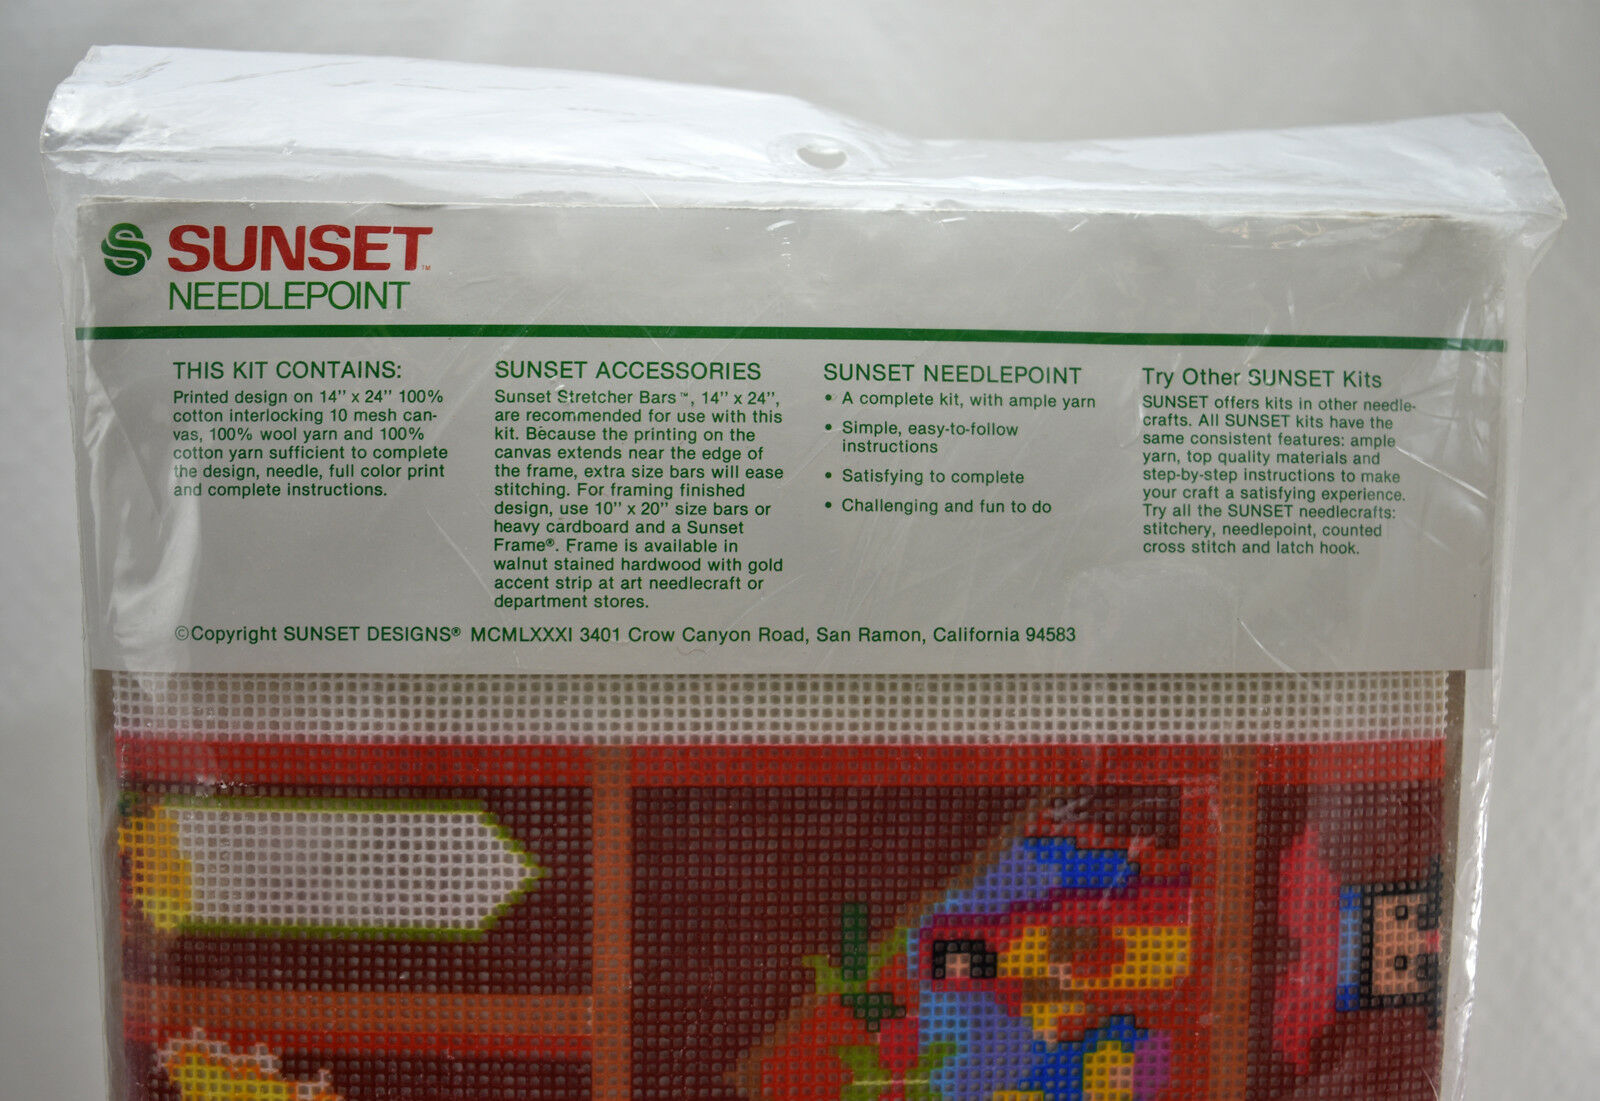 SUNSET™
NEEDLEPOINT
THIS KIT CONTAINS:
Printed design on 14" x 24" 100%
cotton interlocking 10 mesh can-
vas, 100% wool yarn and 100%
cotton yarn sufficient to complete
the design, needle, full color print
and complete instructions.
SUNSET ACCESSORIES
Sunset Stretcher Bars™, 14" x 24",
are recommended for use with this
kit. Because the printing on the
canvas extends near the edge of
the frame, extra size bars will ease
stitching. For framing finished
design, use 10" x 20" size bars or
heavy cardboard and a Sunset
Frame®. Frame is available in
walnut stained hardwood with gold
accent strip at art needlecraft or
department stores.
SUNSET NEEDLEPOINT
• A complete kit, with ample yarn
• Simple, easy-to-follow
instructions
• Satisfying to complete
• Challenging and fun to do
Try Other SUNSET Kits
SUNSET offers kits in other needle-
crafts. All SUNSET kits have the
same consistent features: ample
yarn, top quality materials and
step-by-step instructions to make
your craft a satisfying experience.
Try all the SUNSET needlecrafts:
stitchery, needlepoint, counted
cross stitch and latch hook.
©Copyright SUNSET DESIGNS® MCMLXXXI 3401 Crow Canyon Road, San Ramon, California 94583